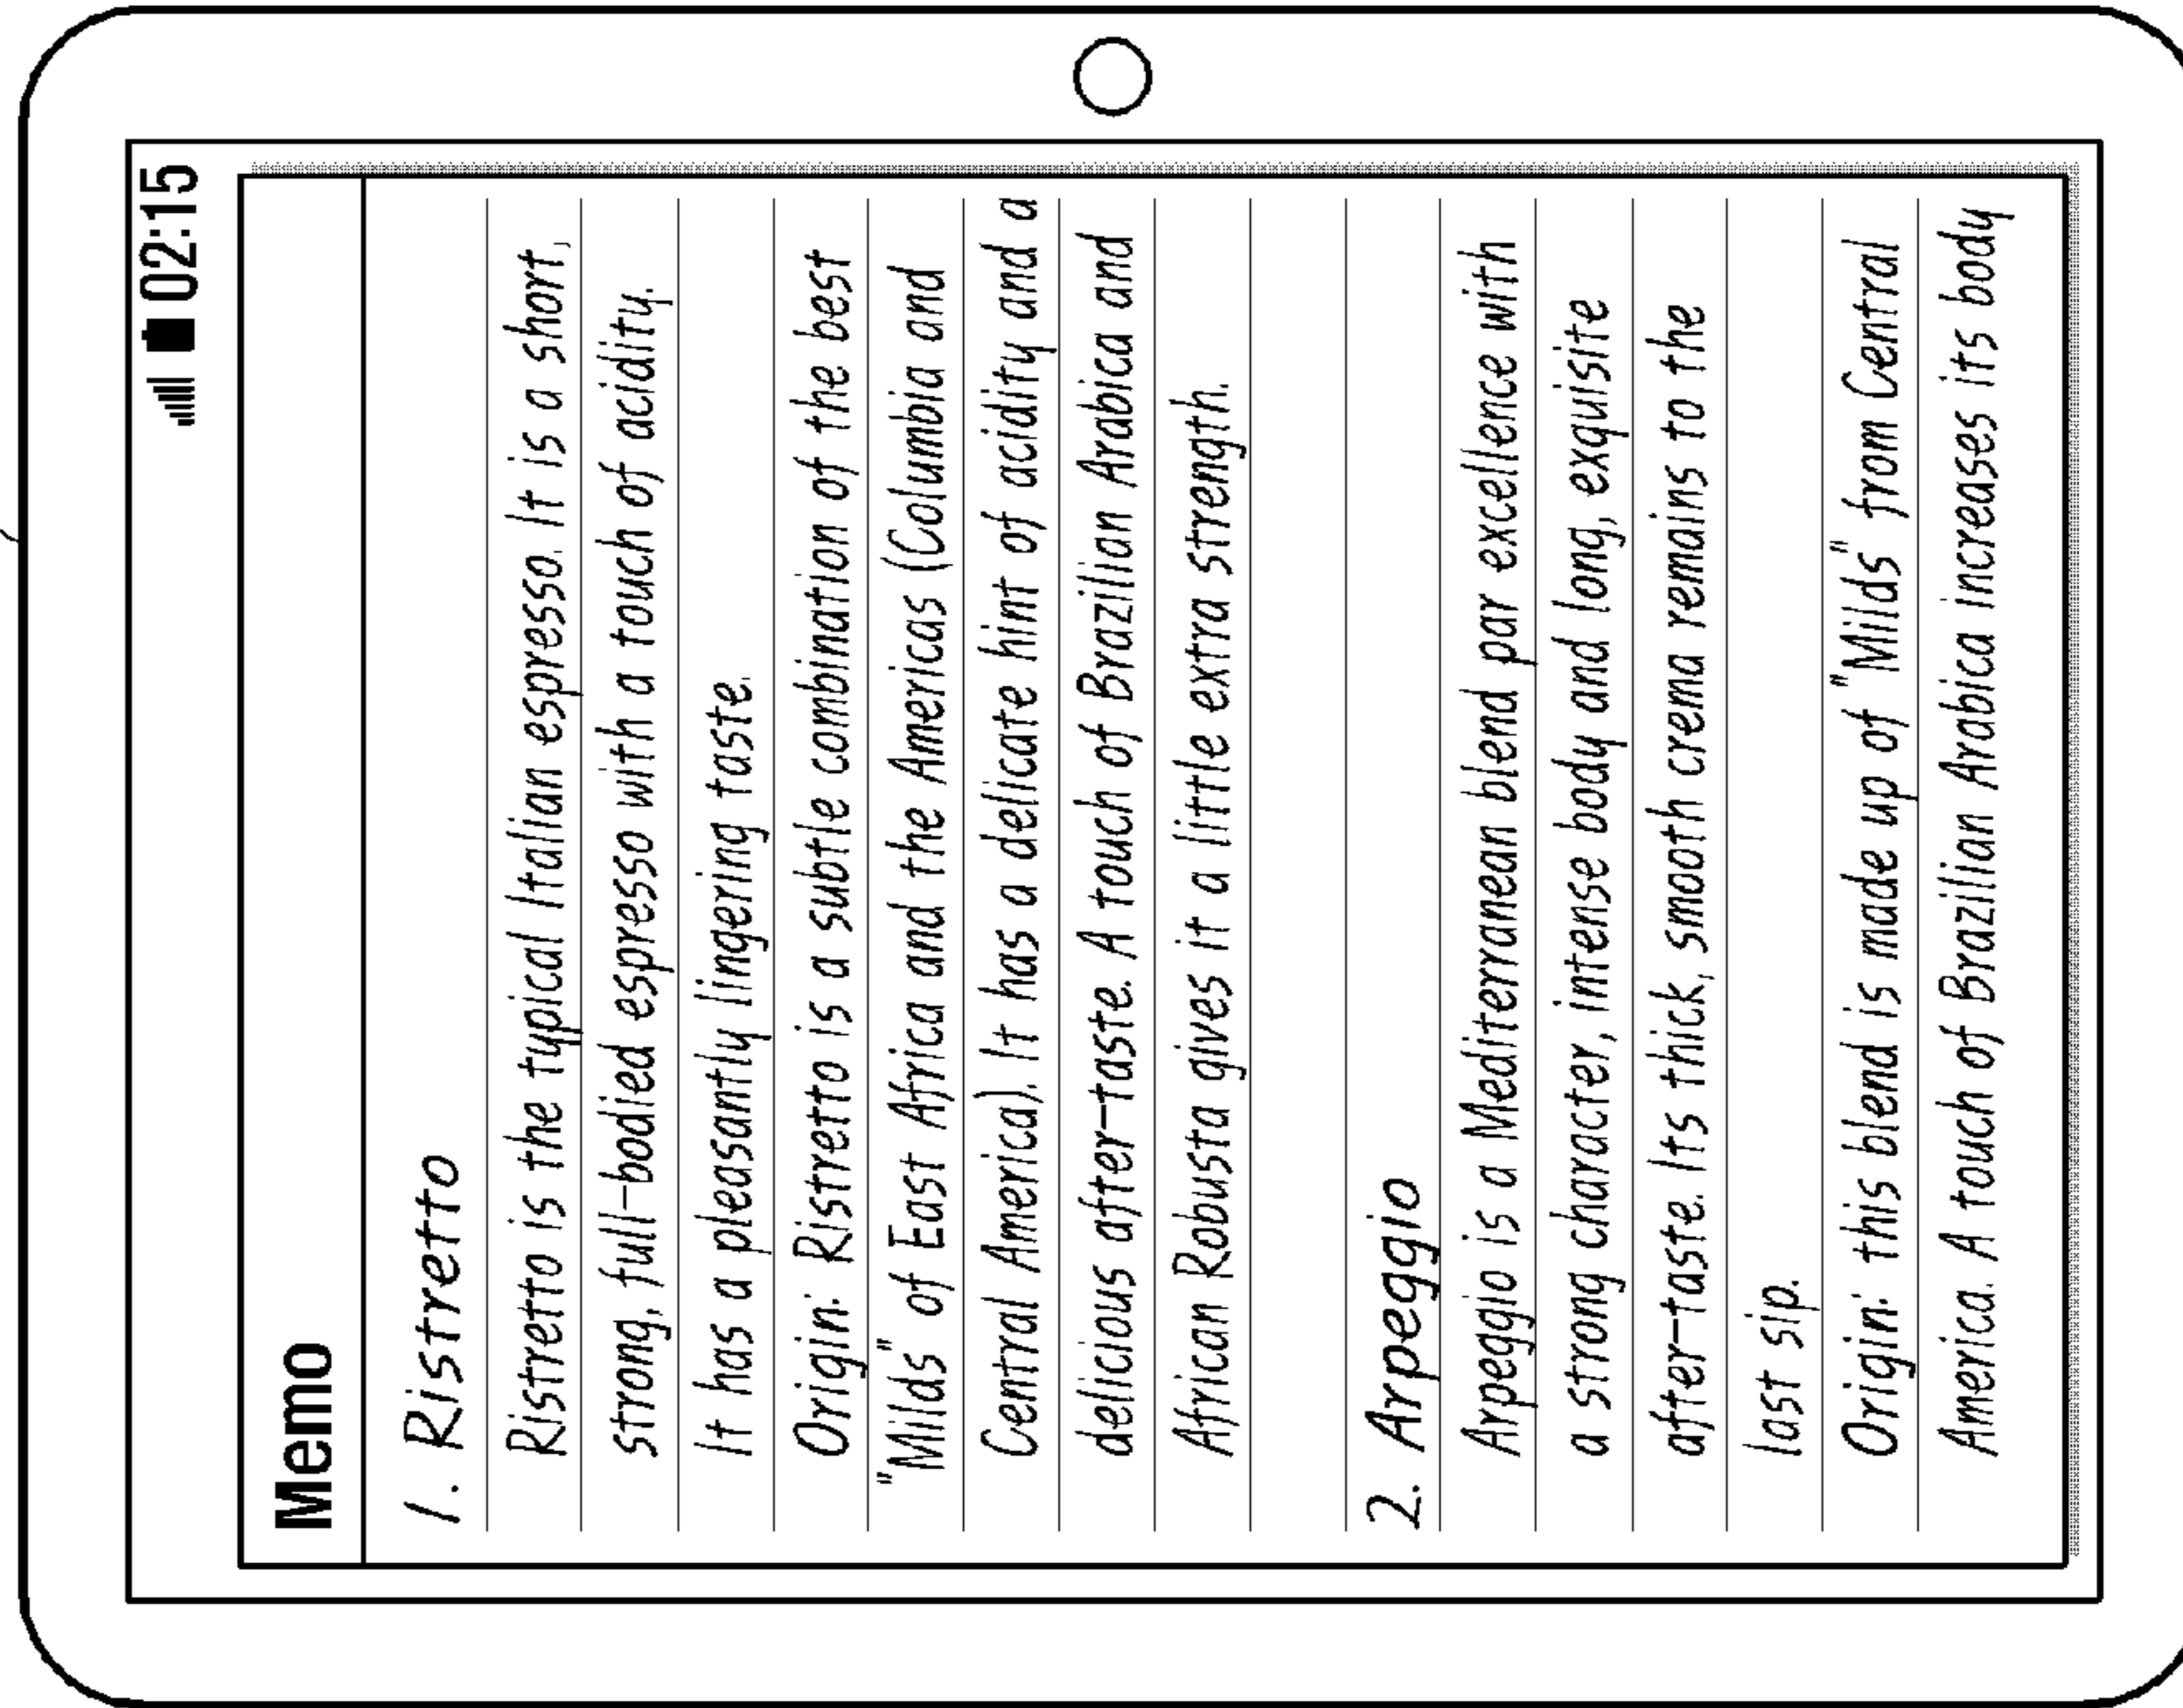 02:15
Memo
1. Ristretto
Ristretto is the typical Italian espresso. It is a short,
strong, full-bodied espresso with a touch of acidity.
It has a pleasantly lingering taste.
Origin: Ristretto is a subtle combination of the best
"Milds" of East Africa and the Americas (Columbia and
Central America). It has a delicate hint of acidity and a
delicious after-taste. A touch of Brazilian Arabica and
African Robusta gives it a little extra strength.
2. Arpeggio
Arpeggio is a Mediterranean blend par excellence with
a strong character, intense body and long, exquisite
after-taste. Its thick, smooth crema remains to the
last sip.
Origin: this blend is made up of "Milds" from Central
America. A touch of Brazilian Arabica increases its body